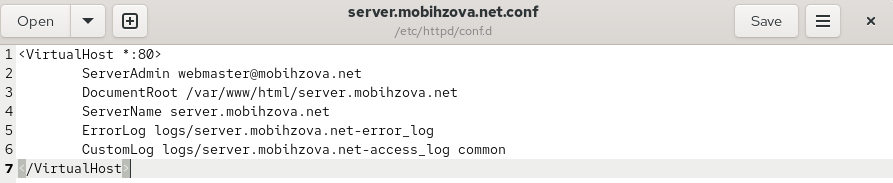 Open
server.mobihzova.net.conf
/etc/httpd/conf.d
Save
1 <VirtualHost *:80>
2 ServerAdmin webmaster@mobihzova.net
3 DocumentRoot /var/www/html/server.mobihzova.net
4 ServerName server.mobihzova.net
5 ErrorLog logs/server.mobihzova.net-error_log
6 CustomLog logs/server.mobihzova.net-access_log common
7 </VirtualHost>